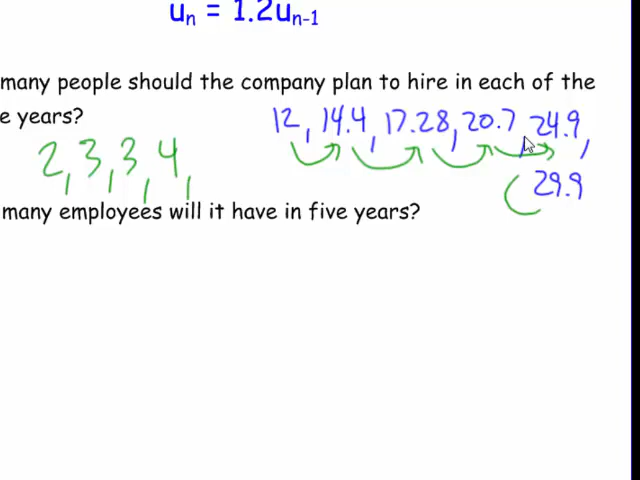 uₙ = 1.2uₙ₋₁
many people should the company plan to hire in each of the
e years?
12, 14.4, 17.28, 20.7, 24.9,
2, 3, 3, 4,
29.9
many employees will it have in five years?